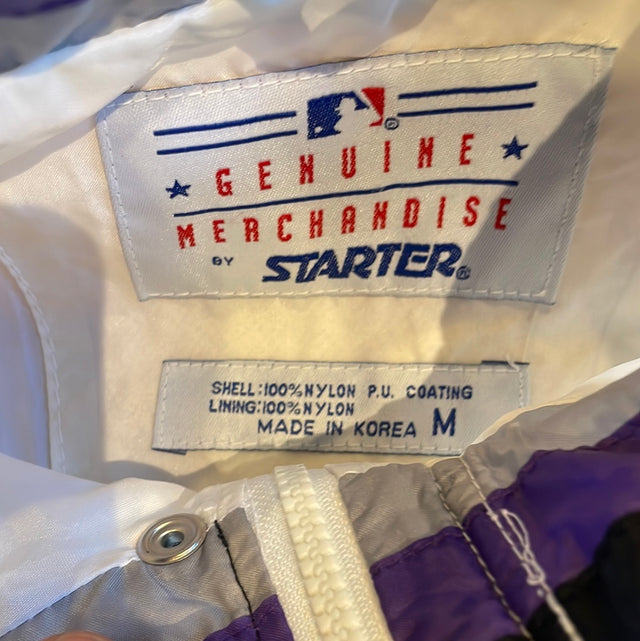 GENUINE
MERCHANDISE
BY STARTER®
SHELL:100%NYLON P.U. COATING
LINING:100%NYLON
MADE IN KOREA M